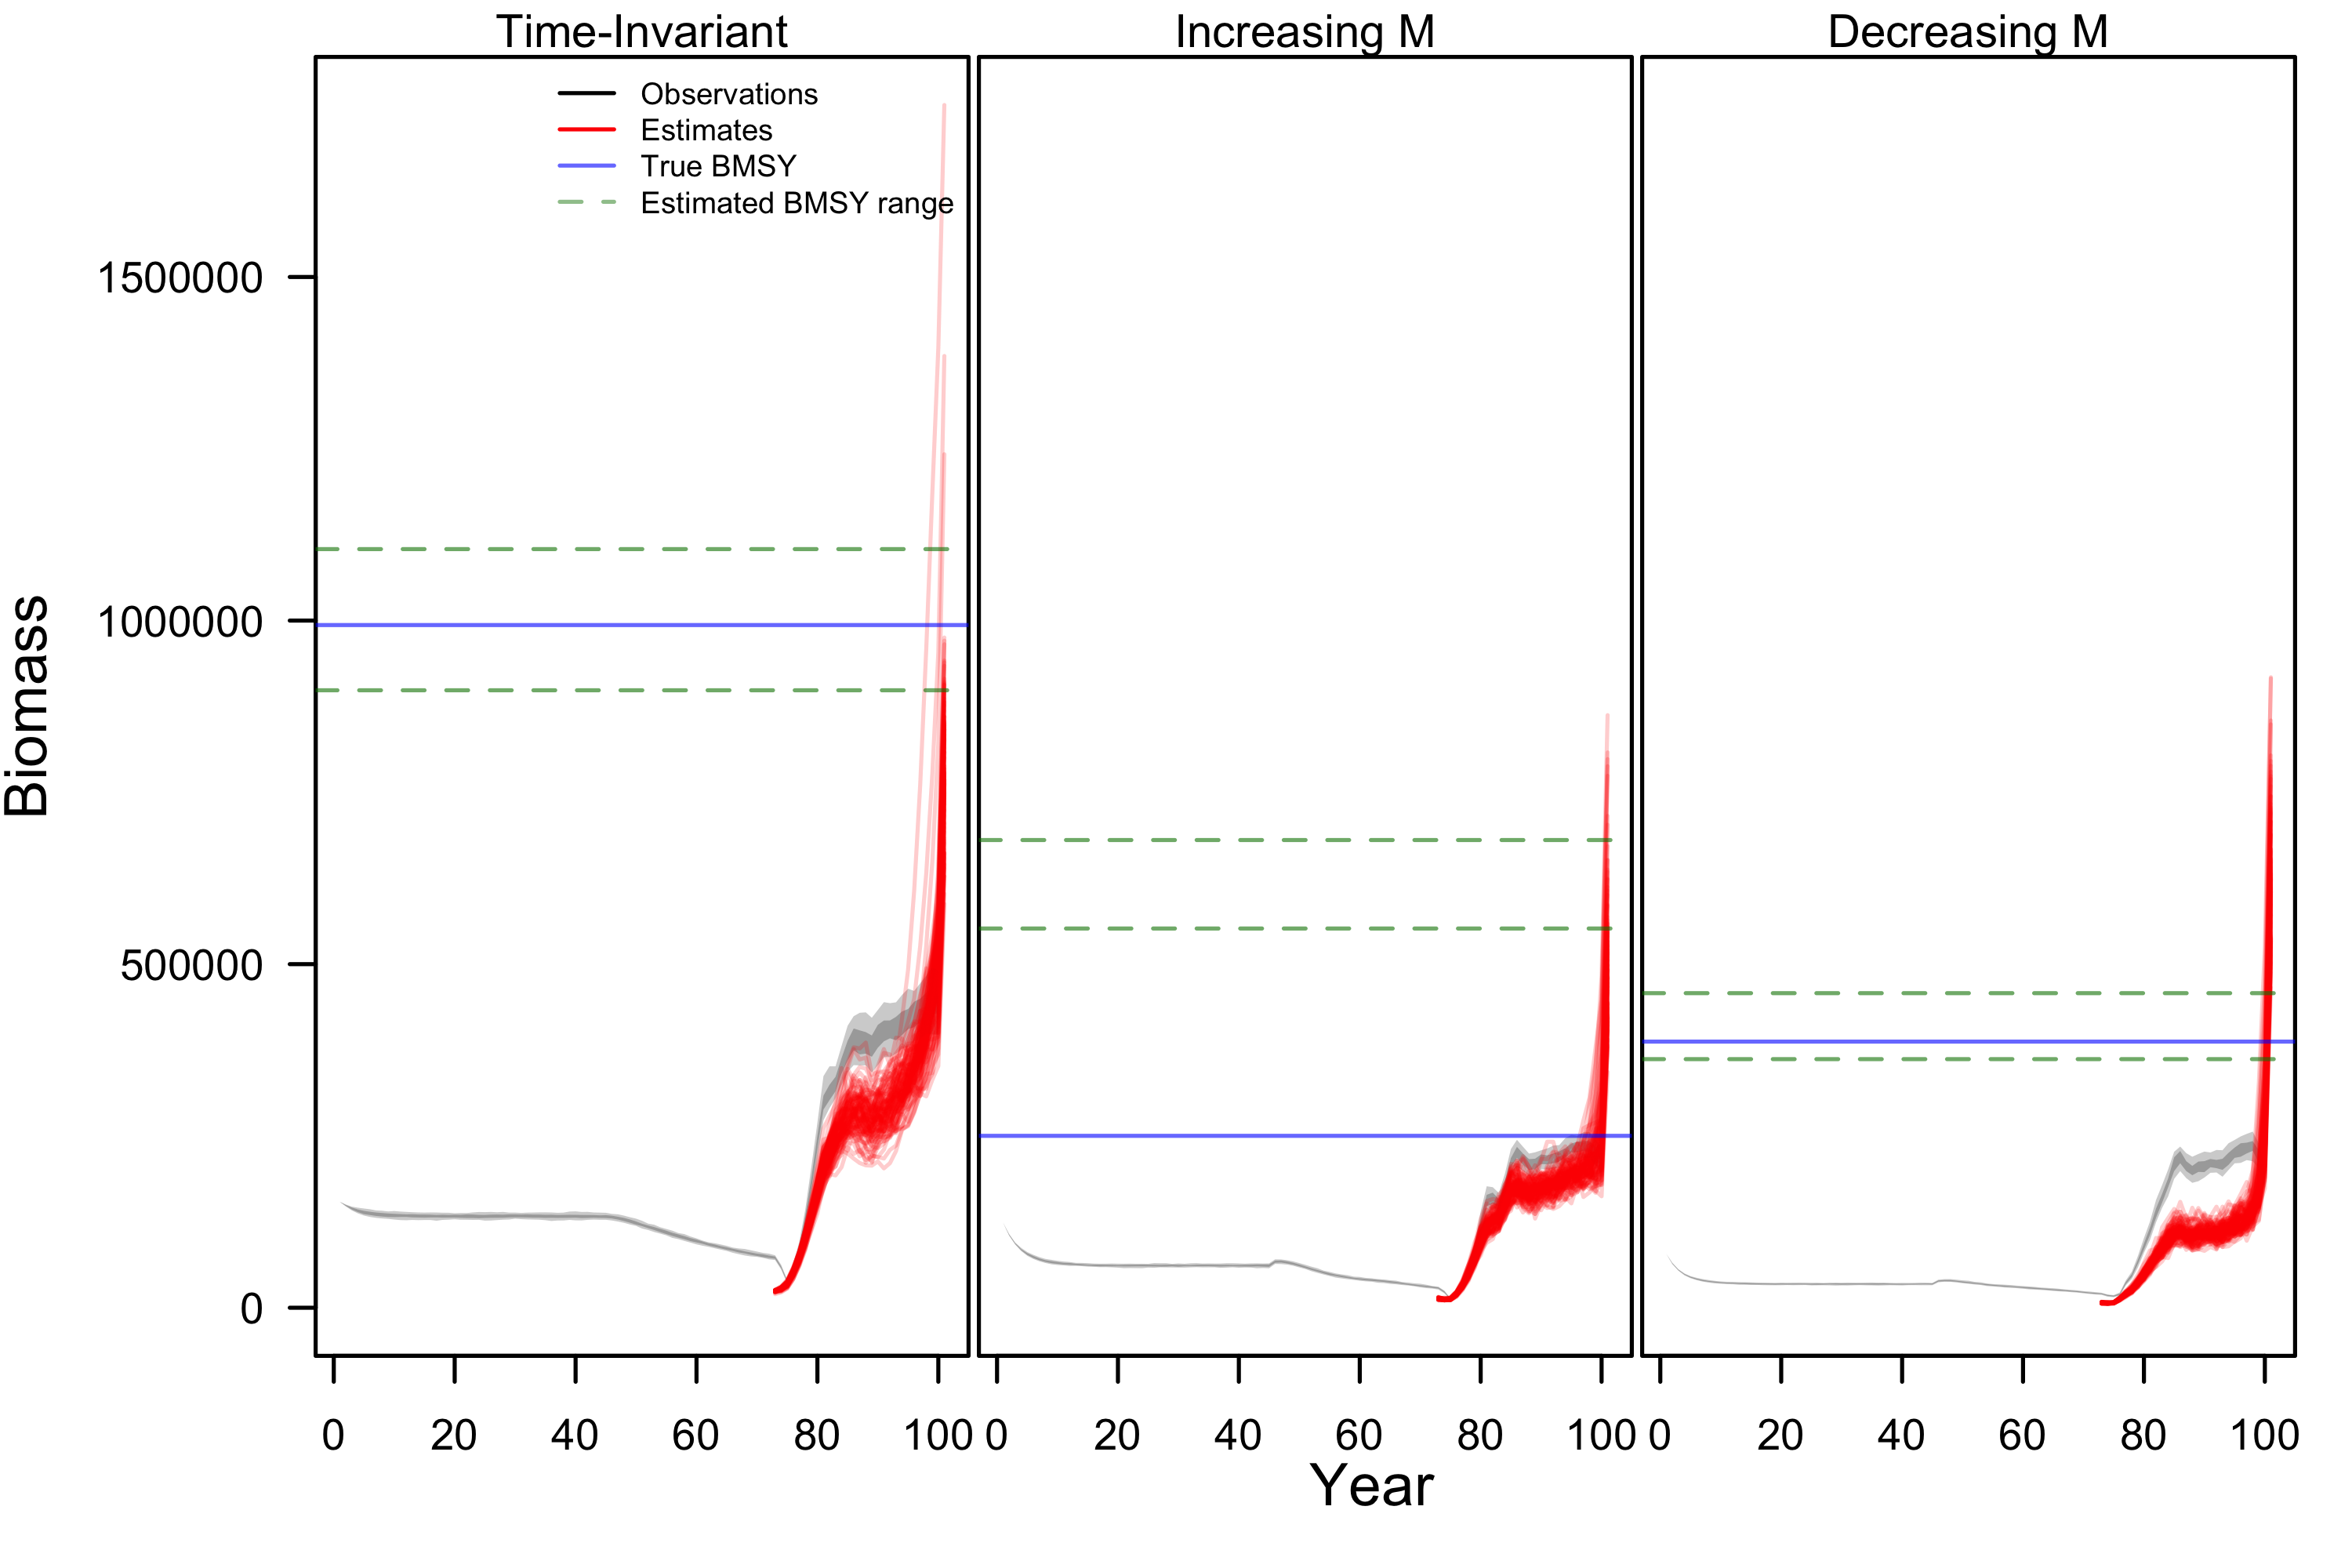 Time-Invariant
Increasing M
Decreasing M
Observations
Estimates
True BMSY
Estimated BMSY range
Biomass
1500000
1000000
500000
0
0 20 40 60 80 100
0 20 40 60 80 100
0 20 40 60 80 100
Year